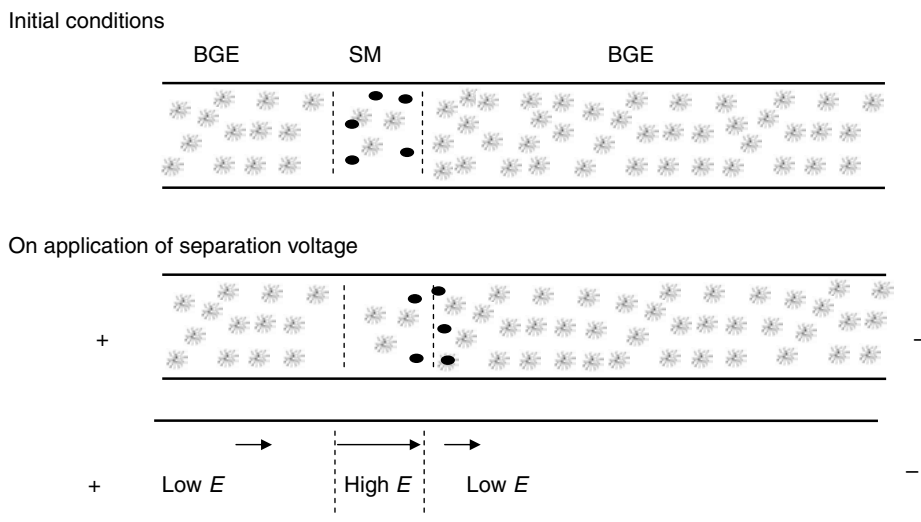 Initial conditions
BGE SM BGE
On application of separation voltage
+ –
+ Low E High E Low E –